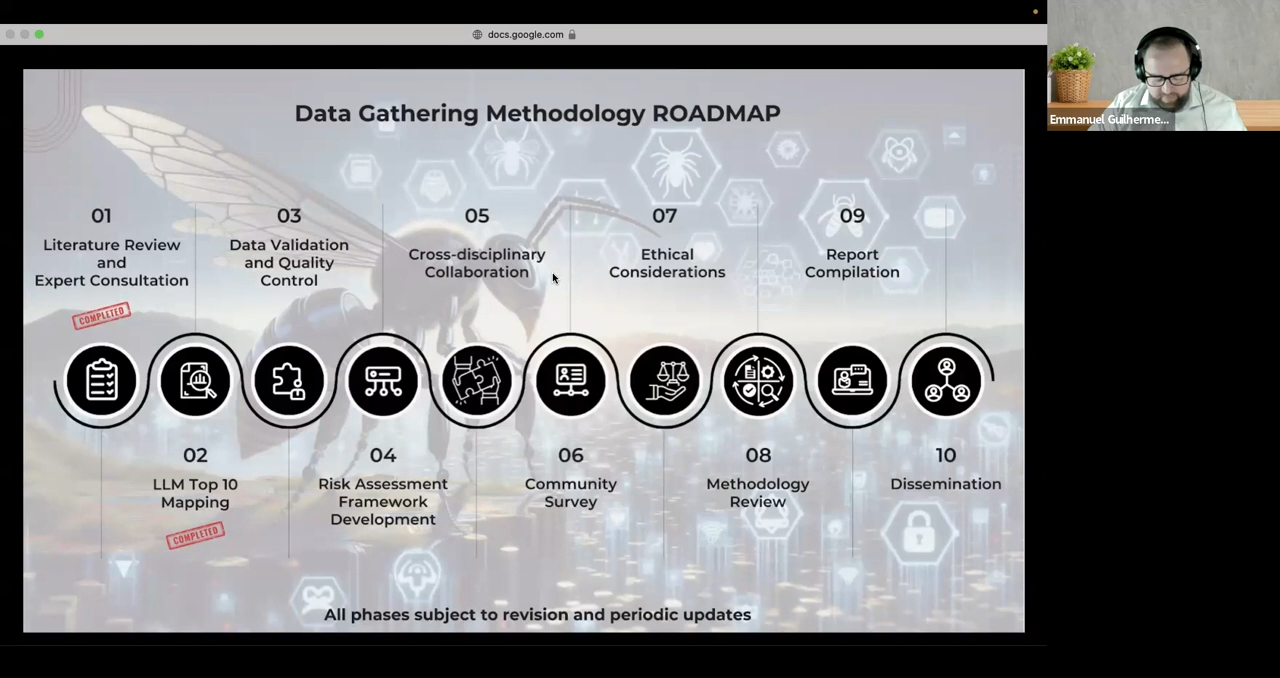 docs.google.com
Emmanuel Guilherme...
Data Gathering Methodology ROADMAP
01
Literature Review
and
Expert Consultation
COMPLETED
03
Data Validation
and Quality
Control
05
Cross-disciplinary
Collaboration
07
Ethical
Considerations
09
Report
Compilation
02
LLM Top 10
Mapping
COMPLETED
04
Risk Assessment
Framework
Development
06
Community
Survey
08
Methodology
Review
10
Dissemination
All phases subject to revision and periodic updates